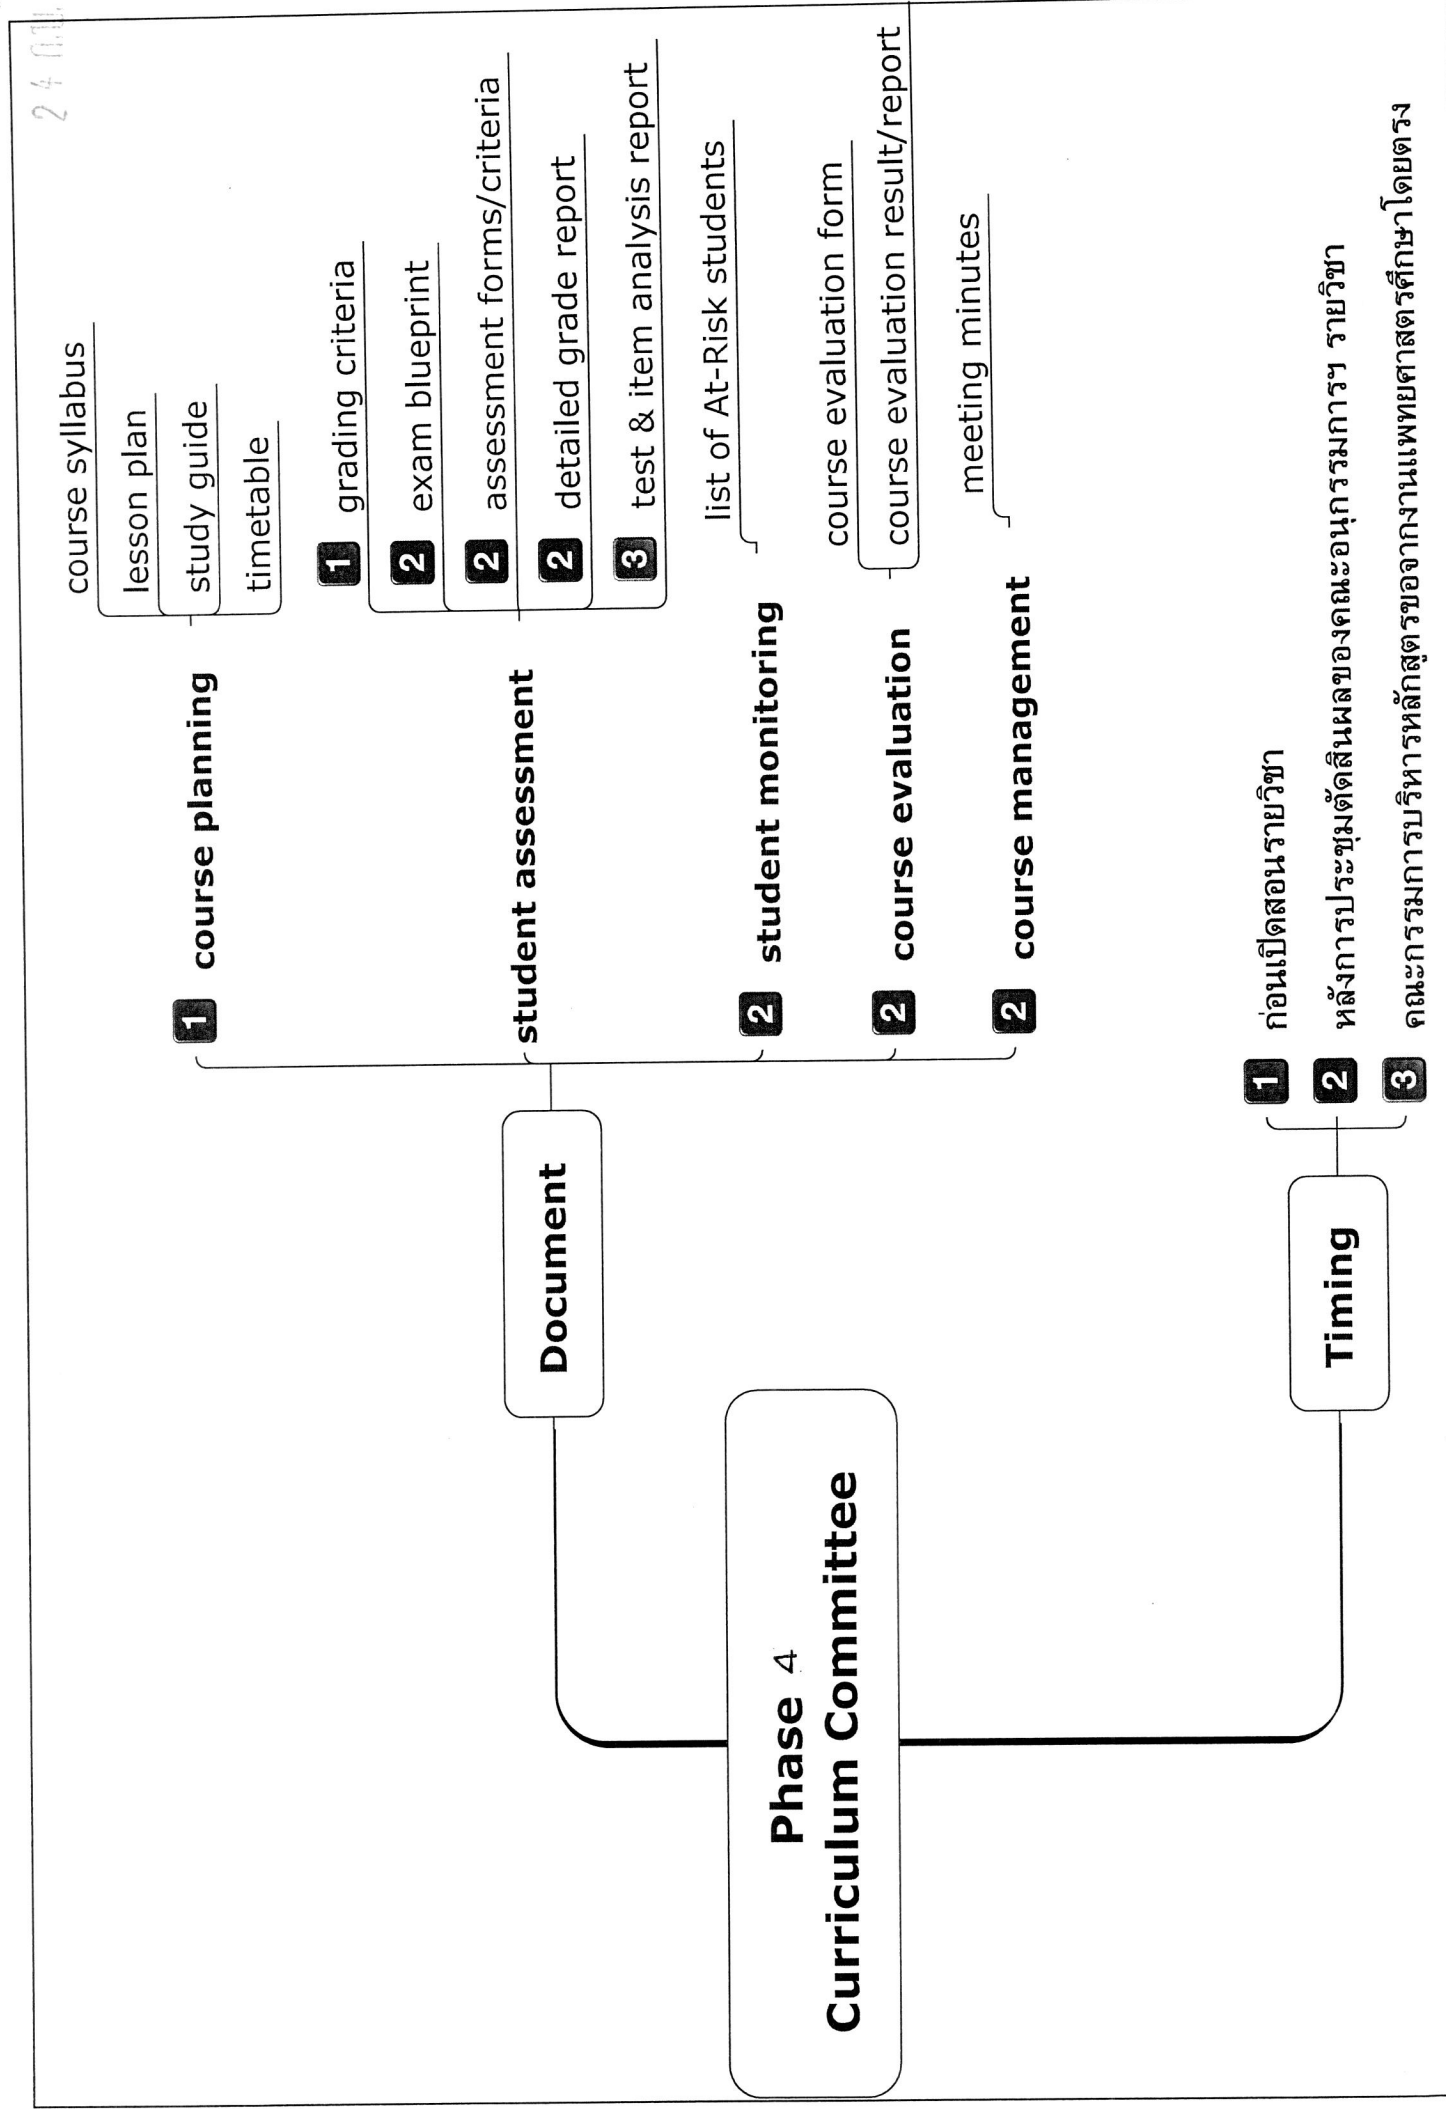 24 ก.ย.
Phase 4
Curriculum Committee
Document
1 course planning
course syllabus
lesson plan
study guide
timetable
student assessment
1 grading criteria
2 exam blueprint
2 assessment forms/criteria
2 detailed grade report
3 test & item analysis report
2 student monitoring
list of At-Risk students
2 course evaluation
course evaluation form
course evaluation result/report
2 course management
meeting minutes
Timing
1 ก่อนเปิดสอนรายวิชา
2 หลังการประชุมตัดสินผลของคณะอนุกรรมการฯ รายวิชา
3 คณะกรรมการบริหารหลักสูตรขอจากงานแพทยศาสตรศึกษาโดยตรง